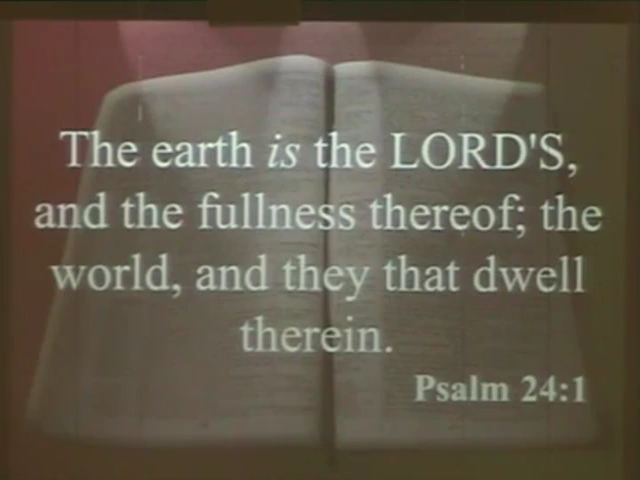 The earth is the LORD'S,
and the fullness thereof; the
world, and they that dwell
therein.
Psalm 24:1